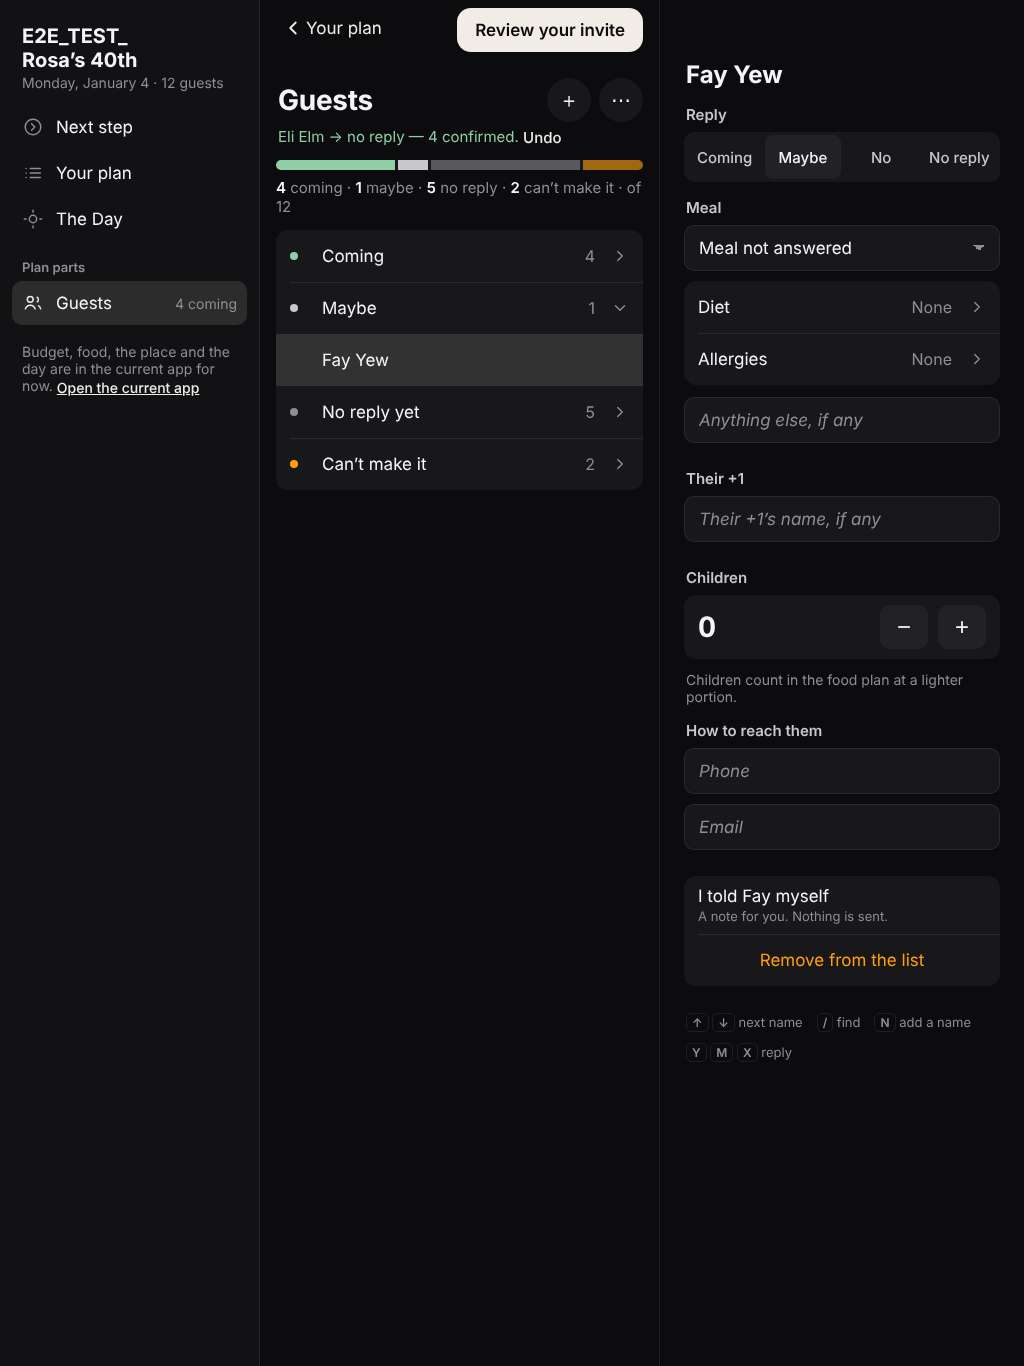 E2E_TEST_
Rosa’s 40th
Monday, January 4 · 12 guests
Next step
Your plan
The Day
Plan parts
Guests 4 coming
Budget, food, the place and the
day are in the current app for
now. Open the current app
Your plan
Review your invite
Guests
+ ···
Eli Elm → no reply — 4 confirmed. Undo
4 coming · 1 maybe · 5 no reply · 2 can’t make it · of
12
Coming 4
Maybe 1
Fay Yew
No reply yet 5
Can’t make it 2
Fay Yew
Reply
Coming Maybe No No reply
Meal
Meal not answered
Diet None
Allergies None
Anything else, if any
Their +1
Their +1’s name, if any
Children
0 − +
Children count in the food plan at a lighter
portion.
How to reach them
Phone
Email
I told Fay myself
A note for you. Nothing is sent.
Remove from the list
↑ ↓ next name / find N add a name
Y M X reply